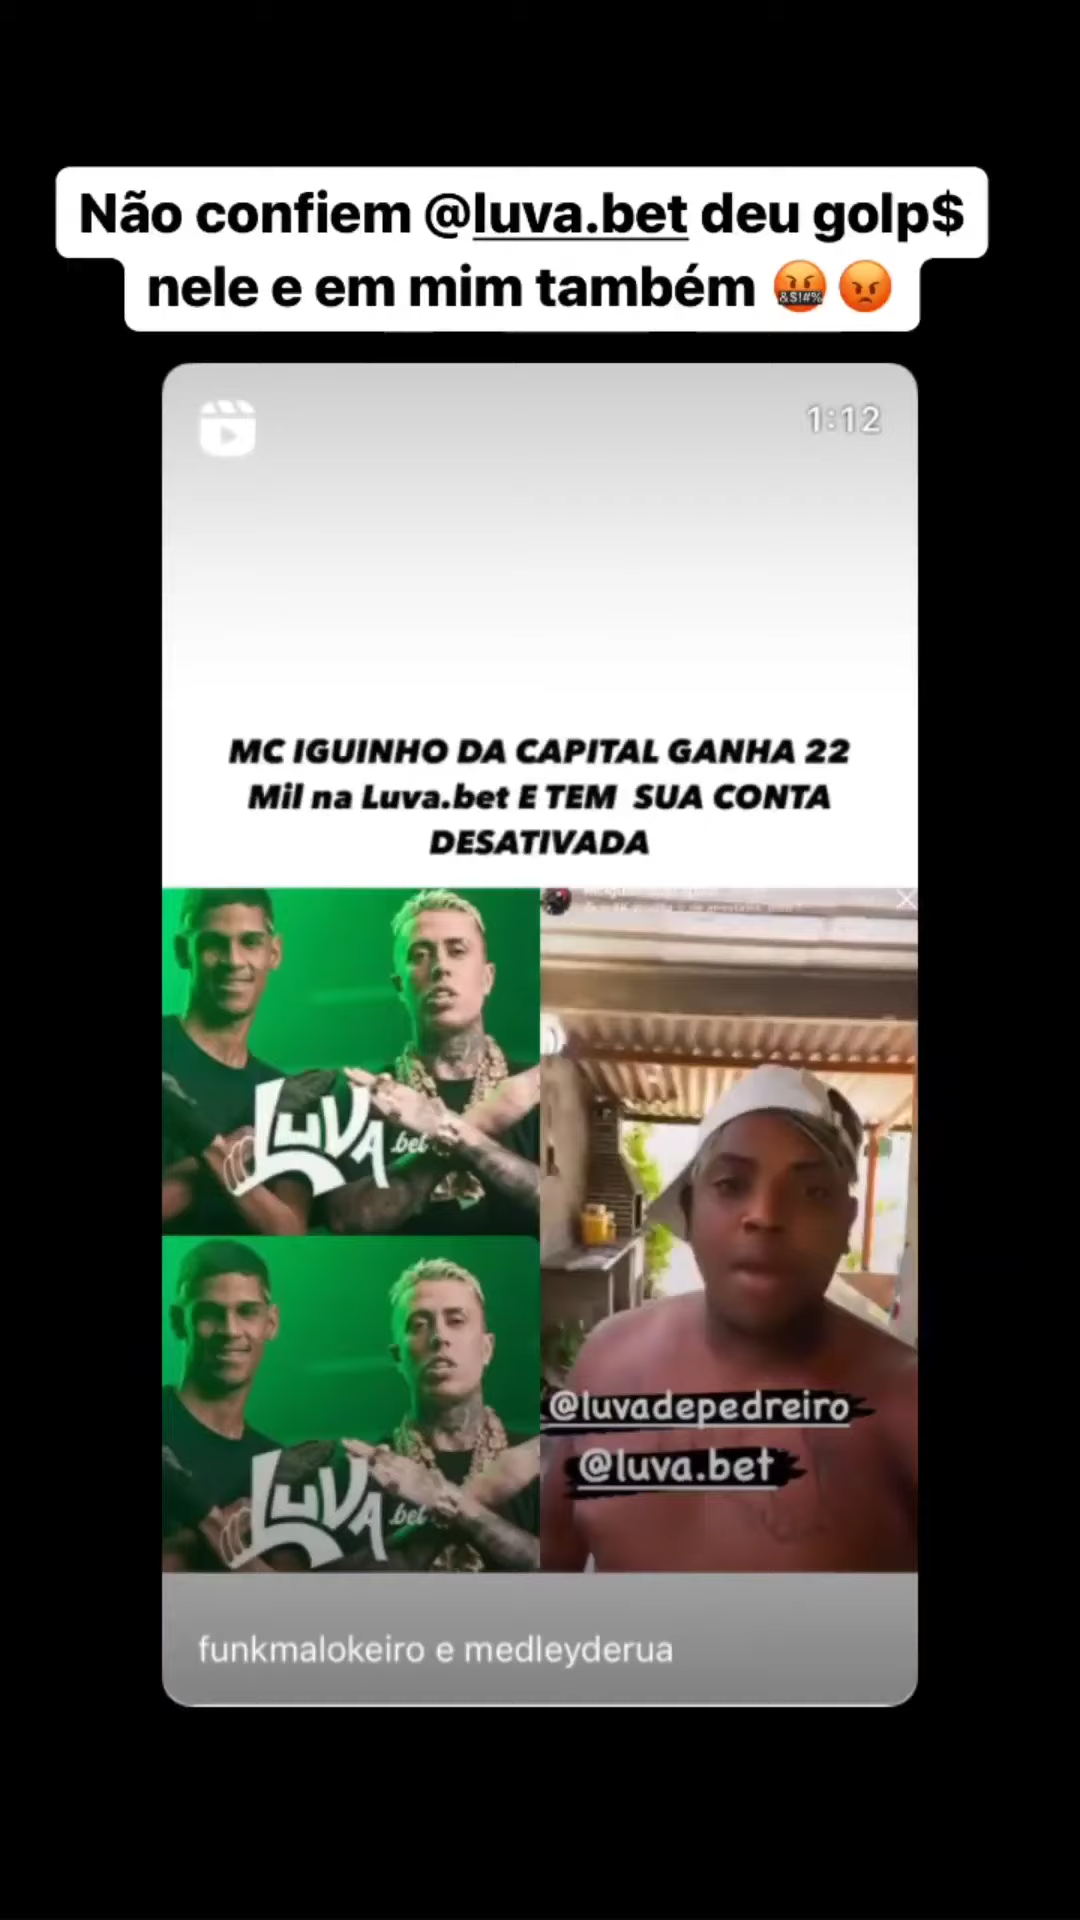 Não confiem @luva.bet deu golp$
nele e em mim também
1:12
MC IGUINHO DA CAPITAL GANHA 22
Mil na Luva.bet E TEM SUA CONTA
DESATIVADA
LUVA.bet
LUVA.bet
@luvadepedreiro
@luva.bet
funkmalokeiro e medleyderua